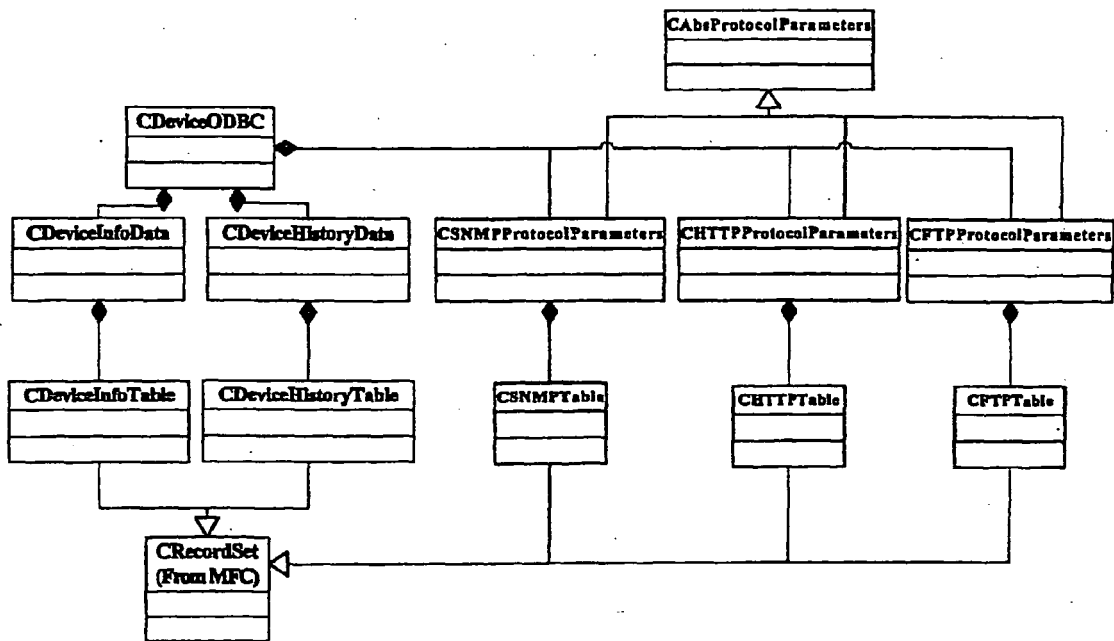 CAbsProtocolParameters
CDeviceODBC
CDeviceInfoData
CDeviceHistoryData
CSNMPProtocolParameters
CHTTPProtocolParameters
CFTPProtocolParameters
CDeviceInfoTable
CDeviceHistoryTable
CSNMPTable
CHTTPTable
CFTPTable
CRecordSet
(From MFC)